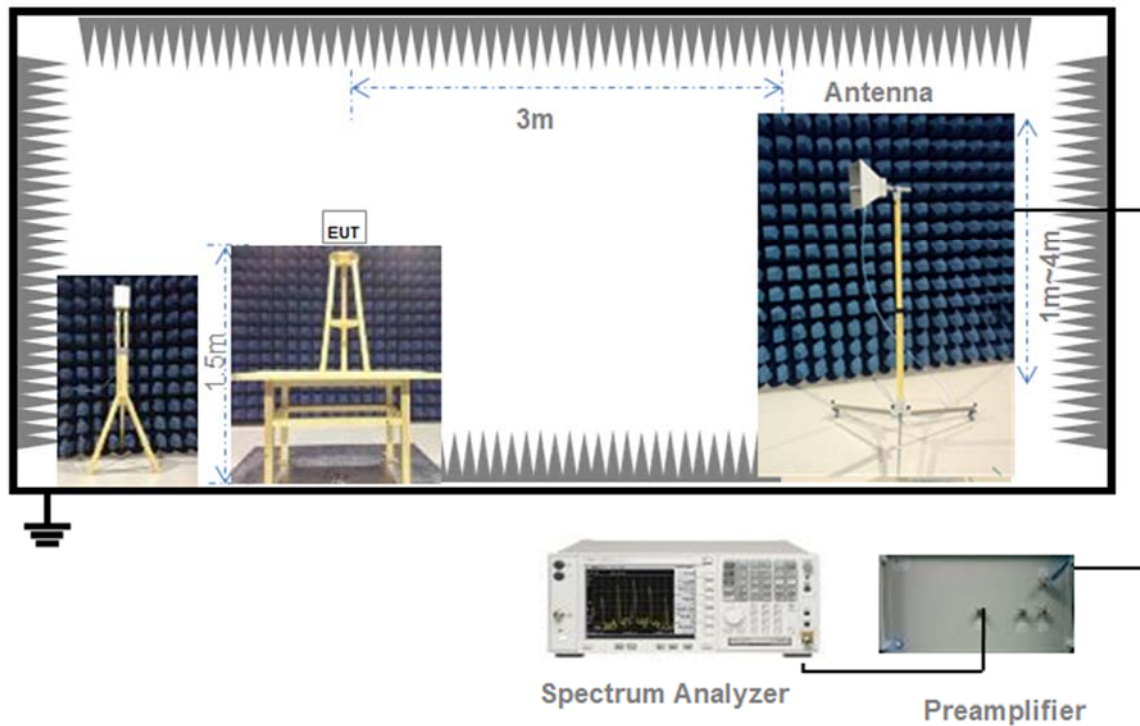 Antenna
3m
EUT
1.5m
1m~4m
Spectrum Analyzer
Preamplifier